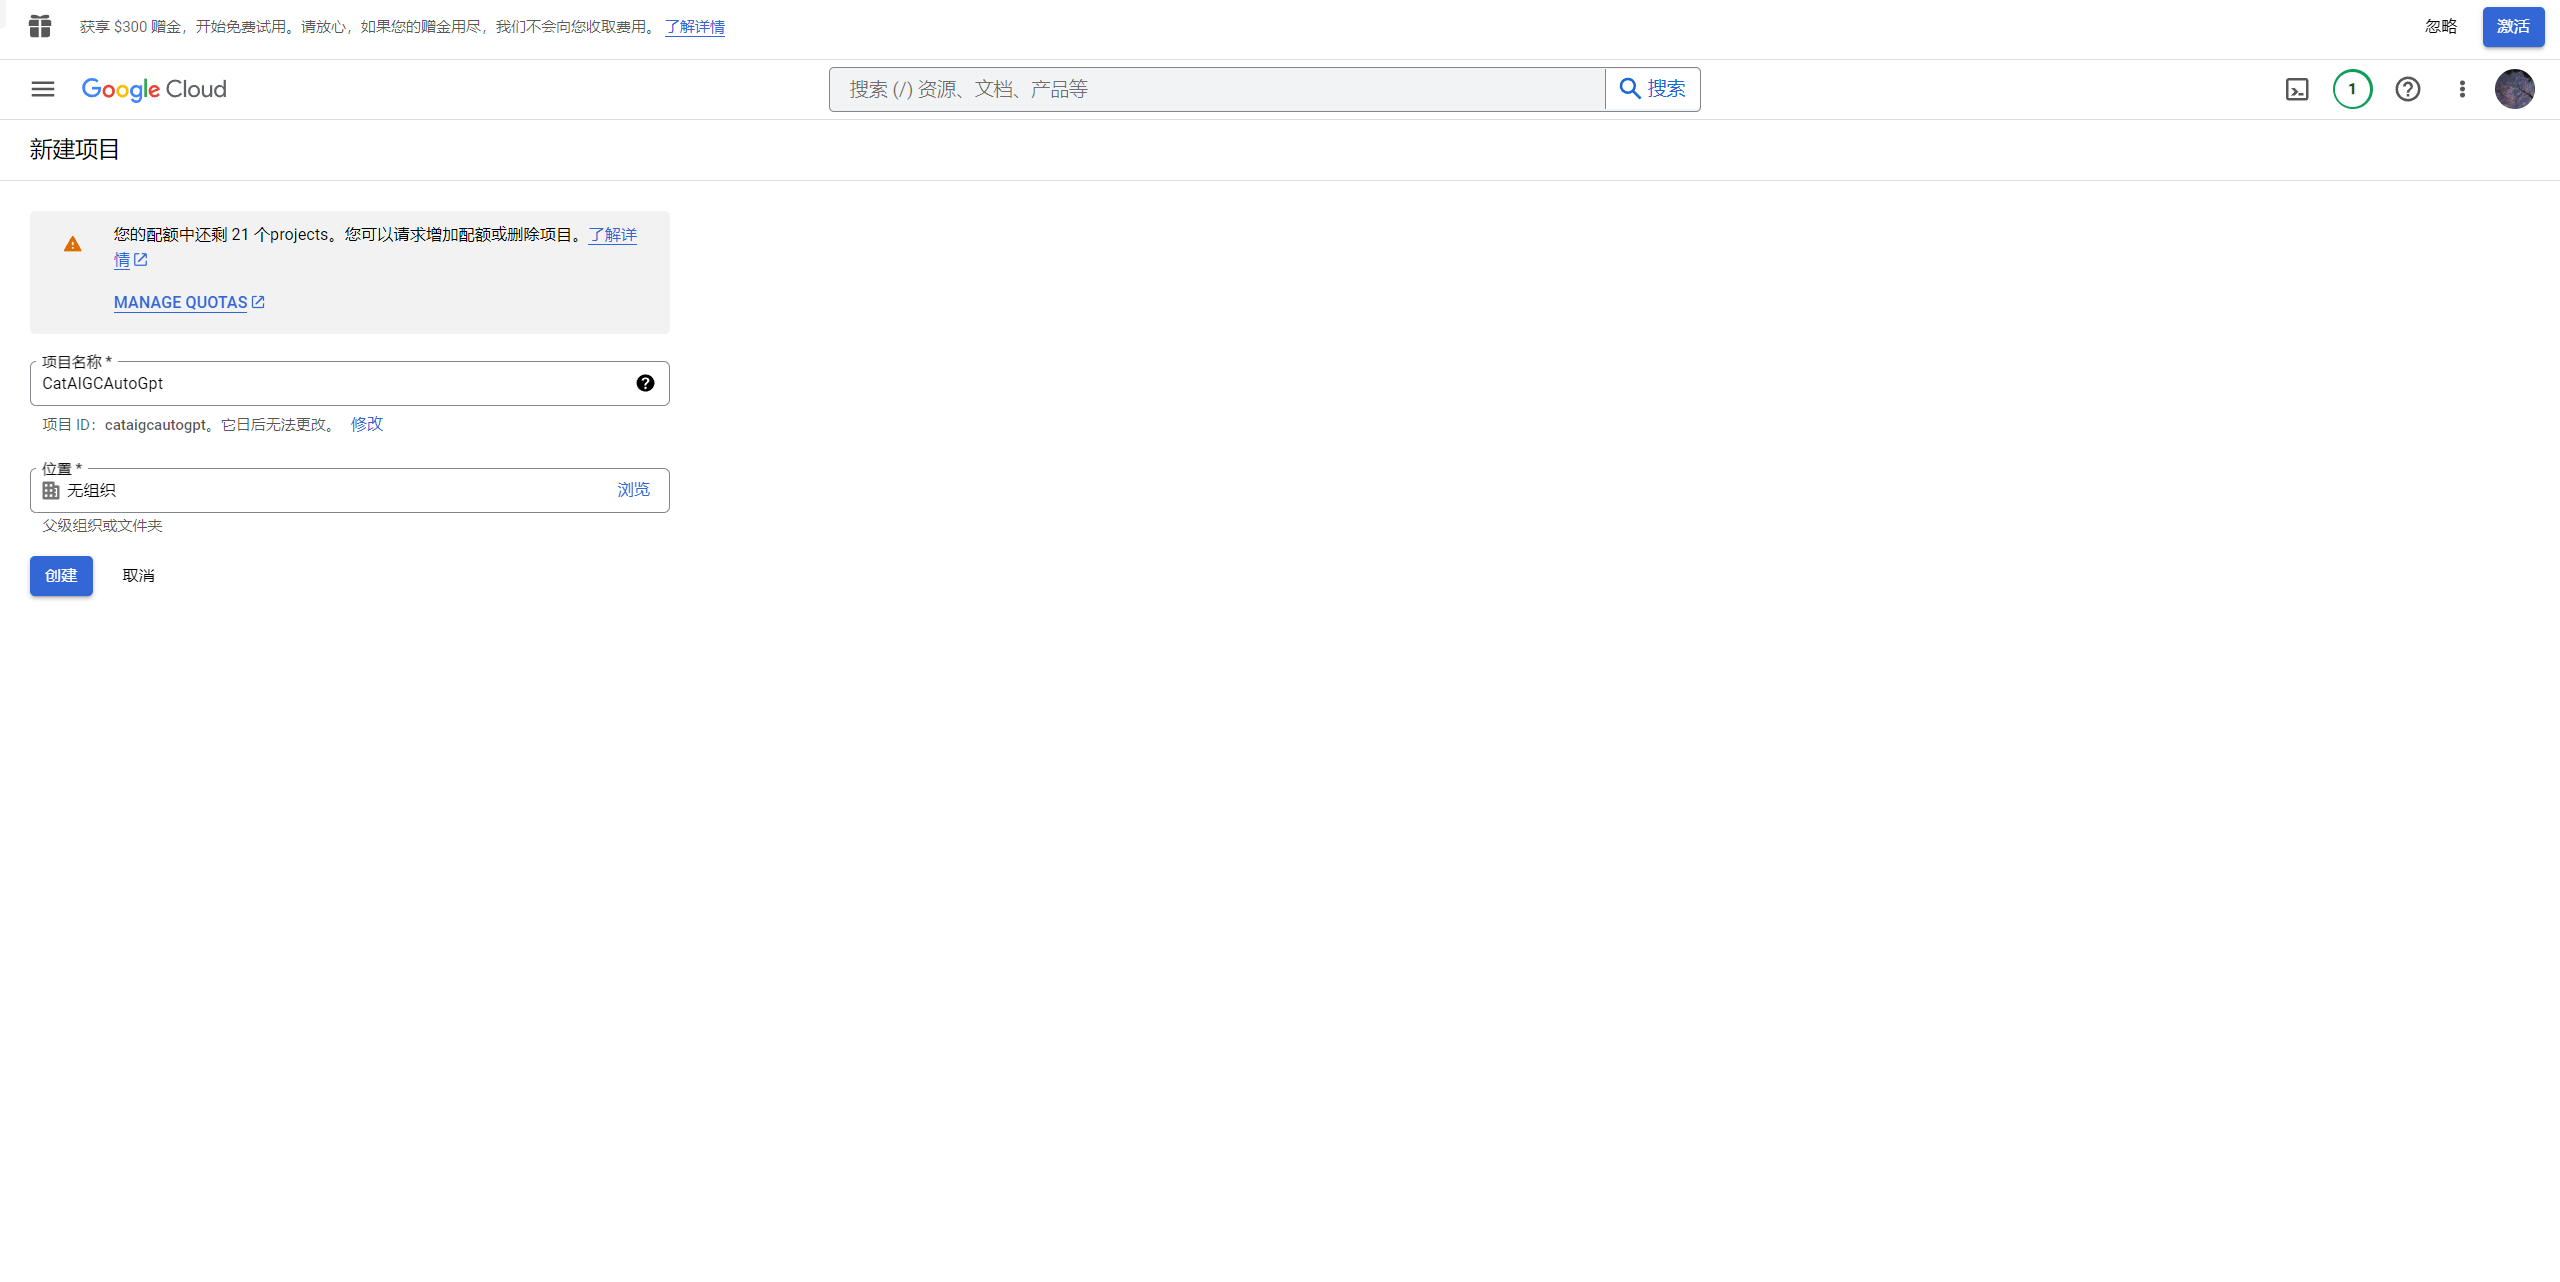 获享 $300 赠金，开始免费试用。请放心，如果您的赠金用尽，我们不会向您收取费用。 了解详情
忽略
激活
Google Cloud
搜索 (/) 资源、文档、产品等
搜索
1
新建项目
您的配额中还剩 21 个projects。您可以请求增加配额或删除项目。了解详
情
MANAGE QUOTAS
项目名称 *
CatAIGCAutoGpt
项目 ID：cataigcautogpt。它日后无法更改。 修改
位置 *
无组织
浏览
父级组织或文件夹
创建
取消